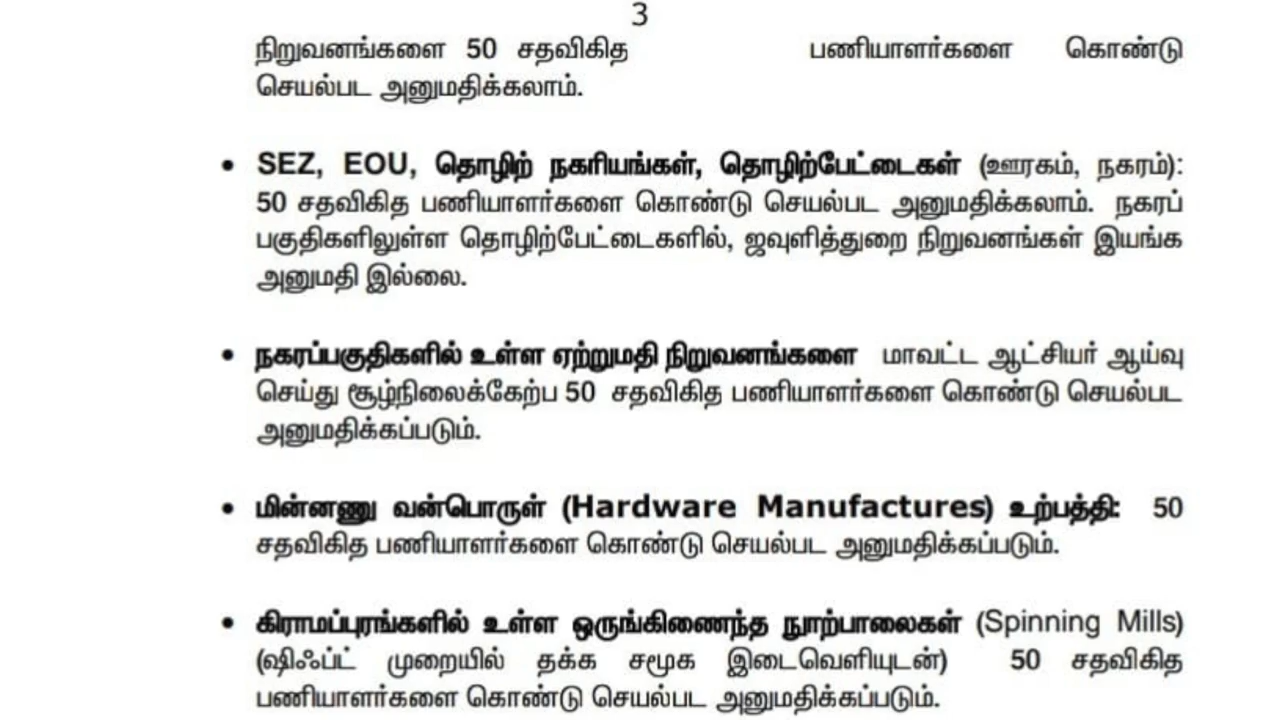 3
நிறுவனங்களை 50 சதவிகித பணியாளர்களை கொண்டு
செயல்பட அனுமதிக்கலாம்.
• SEZ, EOU, தொழிற் நகரியங்கள், தொழிற்பேட்டைகள் (ஊரகம், நகரம்):
50 சதவிகித பணியாளர்களை கொண்டு செயல்பட அனுமதிக்கலாம். நகரப்
பகுதிகளிலுள்ள தொழிற்பேட்டைகளில், ஜவுளித்துறை நிறுவனங்கள் இயங்க
அனுமதி இல்லை.
• நகரப்பகுதிகளில் உள்ள ஏற்றுமதி நிறுவனங்களை மாவட்ட ஆட்சியர் ஆய்வு
செய்து சூழ்நிலைக்கேற்ப 50 சதவிகித பணியாளர்களை கொண்டு செயல்பட
அனுமதிக்கப்படும்.
• மின்னணு வன்பொருள் (Hardware Manufactures) உற்பத்தி: 50
சதவிகித பணியாளர்களை கொண்டு செயல்பட அனுமதிக்கப்படும்.
• கிராமப்புரங்களில் உள்ள ஒருங்கிணைந்த நூற்பாலைகள் (Spinning Mills)
(ஷிஃப்ட் முறையில் தக்க சமூக இடைவெளியுடன்) 50 சதவிகித
பணியாளர்களை கொண்டு செயல்பட அனுமதிக்கப்படும்.